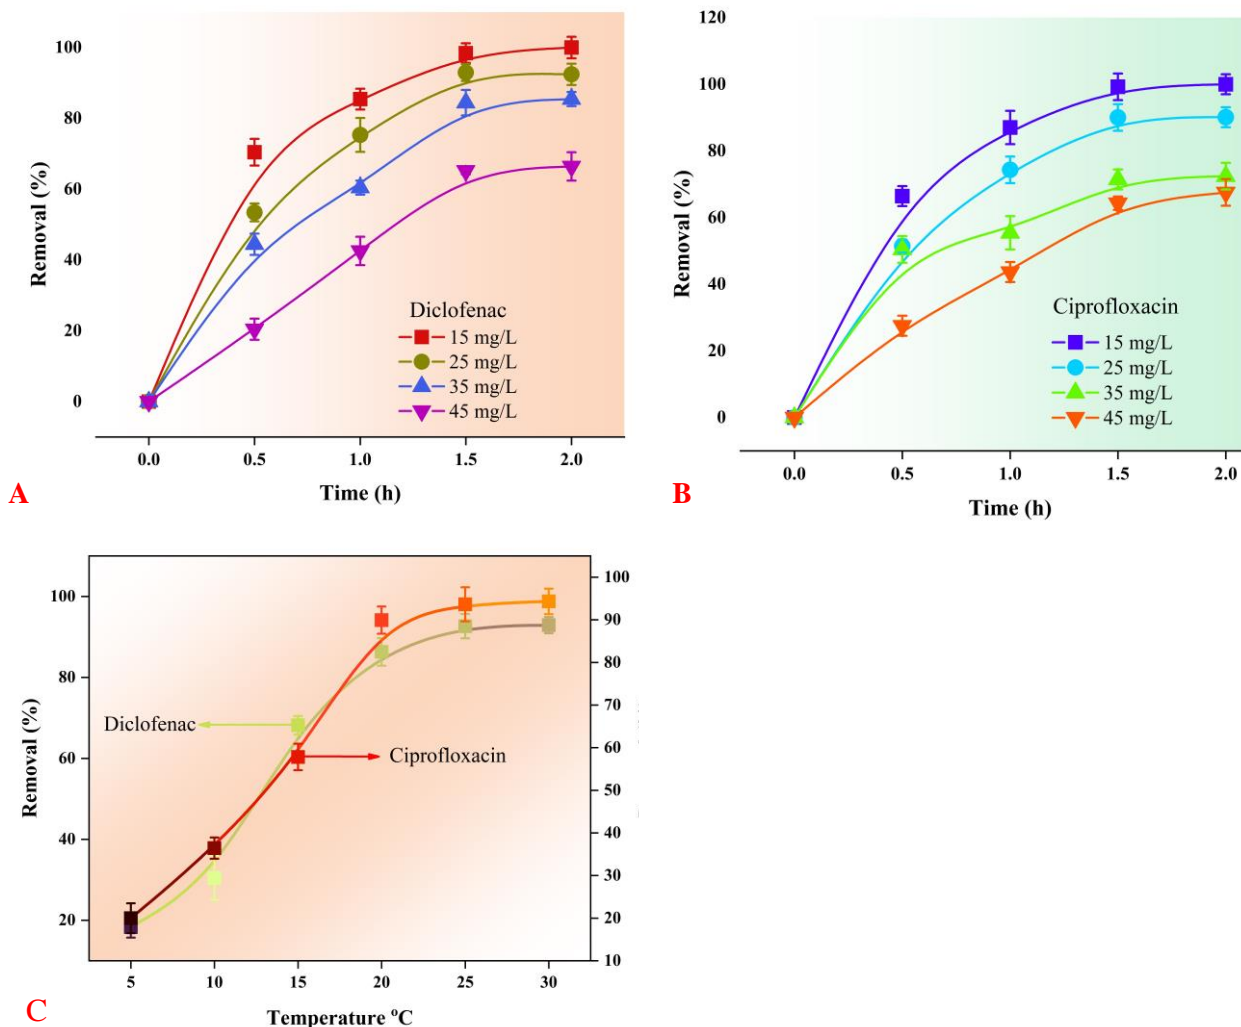 100
80
60
40
20
0
Removal (%)
Diclofenac
15 mg/L
25 mg/L
35 mg/L
45 mg/L
0.0 0.5 1.0 1.5 2.0
Time (h)
A
120
100
80
60
40
20
0
Removal (%)
Ciprofloxacin
15 mg/L
25 mg/L
35 mg/L
45 mg/L
0.0 0.5 1.0 1.5 2.0
Time (h)
B
100
80
60
40
20
Removal (%)
Diclofenac
Ciprofloxacin
100
90
80
70
60
50
40
30
20
10
5 10 15 20 25 30
Temperature °C
C